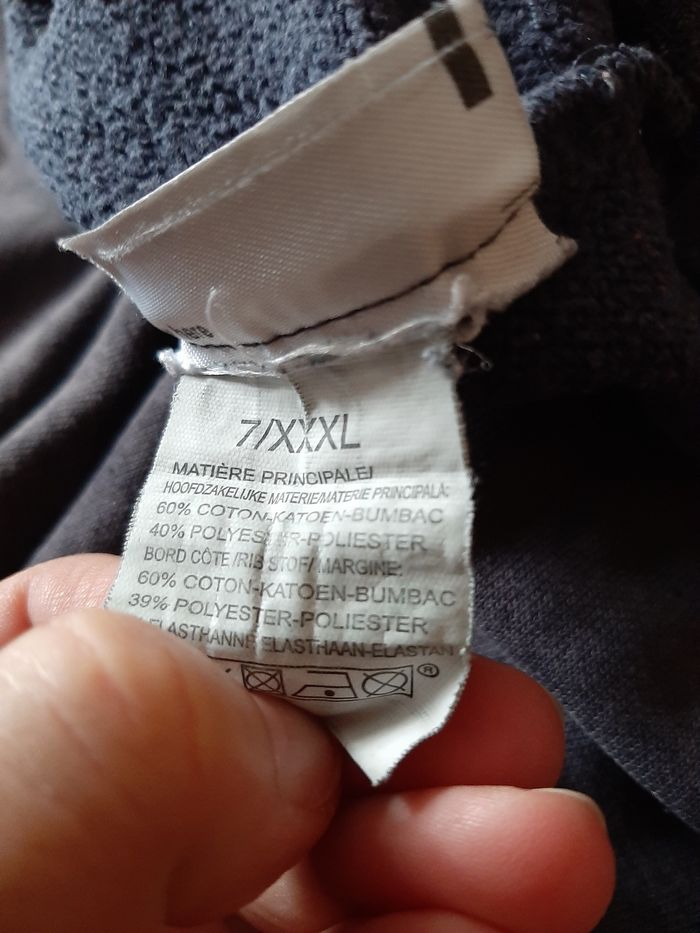 7/XXXL
MATIÈRE PRINCIPALE/
HOOFDZAKELIJKE MATERIE/MATERIE PRINCIPALA:
60% COTON-KATOEN-BUMBAC
40% POLYESTER-POLIESTER
BORD CÔTE /RIB STOF/ MARGINE:
60% COTON-KATOEN-BUMBAC
39% POLYESTER-POLIESTER
ELASTHANNE-ELASTHAAN-ELASTAN
®